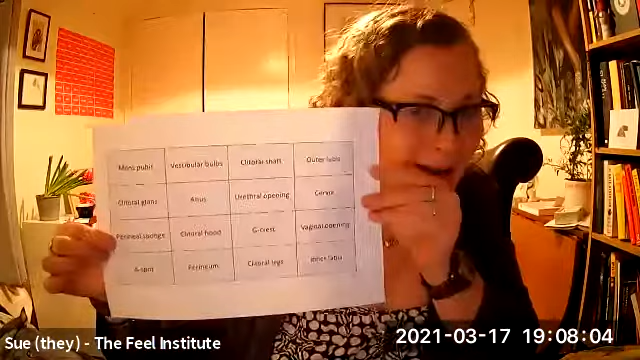 Mons pubis Vestibular bulbs Clitoral shaft Outer labia
Clitoral glans Anus Urethral opening Cervix
Perineal sponge Clitoral hood G-crest Vaginal opening
A-spot Perineum Clitoral legs Inner labia
Sue (they) - The Feel Institute
2021-03-17 19:08:04